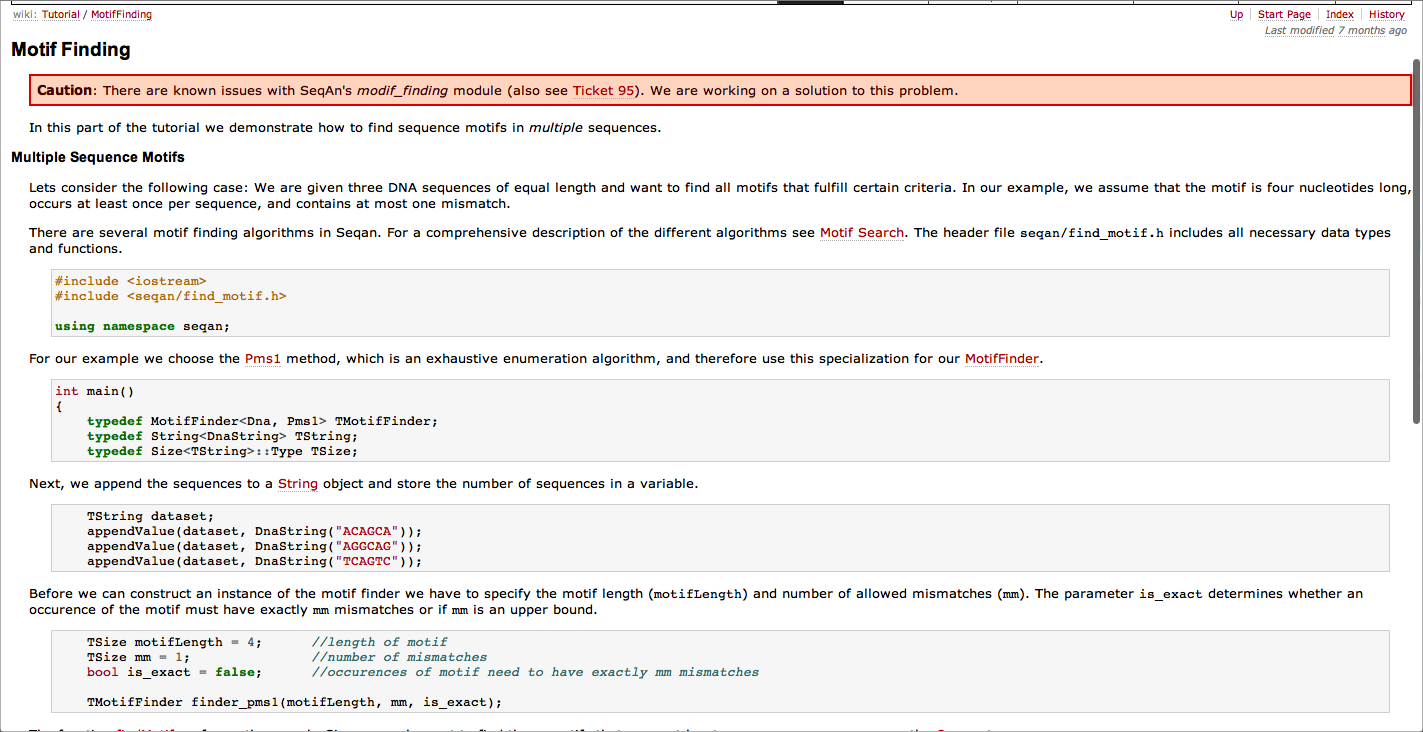 wiki: Tutorial / MotifFinding
Up Start Page Index History
Last modified 7 months ago
Motif Finding
Caution: There are known issues with SeqAn's modif_finding module (also see Ticket 95). We are working on a solution to this problem.
In this part of the tutorial we demonstrate how to find sequence motifs in multiple sequences.
Multiple Sequence Motifs
Lets consider the following case: We are given three DNA sequences of equal length and want to find all motifs that fulfill certain criteria. In our example, we assume that the motif is four nucleotides long,
occurs at least once per sequence, and contains at most one mismatch.
There are several motif finding algorithms in Seqan. For a comprehensive description of the different algorithms see Motif Search. The header file seqan/find_motif.h includes all necessary data types
and functions.
#include <iostream>
#include <seqan/find_motif.h>
using namespace seqan;
For our example we choose the Pms1 method, which is an exhaustive enumeration algorithm, and therefore use this specialization for our MotifFinder.
int main()
{
typedef MotifFinder<Dna, Pms1> TMotifFinder;
typedef String<DnaString> TString;
typedef Size<TString>::Type TSize;
Next, we append the sequences to a String object and store the number of sequences in a variable.
TString dataset;
appendValue(dataset, DnaString("ACAGCA"));
appendValue(dataset, DnaString("AGGCAG"));
appendValue(dataset, DnaString("TCAGTC"));
Before we can construct an instance of the motif finder we have to specify the motif length (motifLength) and number of allowed mismatches (mm). The parameter is_exact determines whether an
occurence of the motif must have exactly mm mismatches or if mm is an upper bound.
TSize motifLength = 4; //length of motif
TSize mm = 1; //number of mismatches
bool is_exact = false; //occurences of motif need to have exactly mm mismatches
TMotifFinder finder_pms1(motifLength, mm, is_exact);